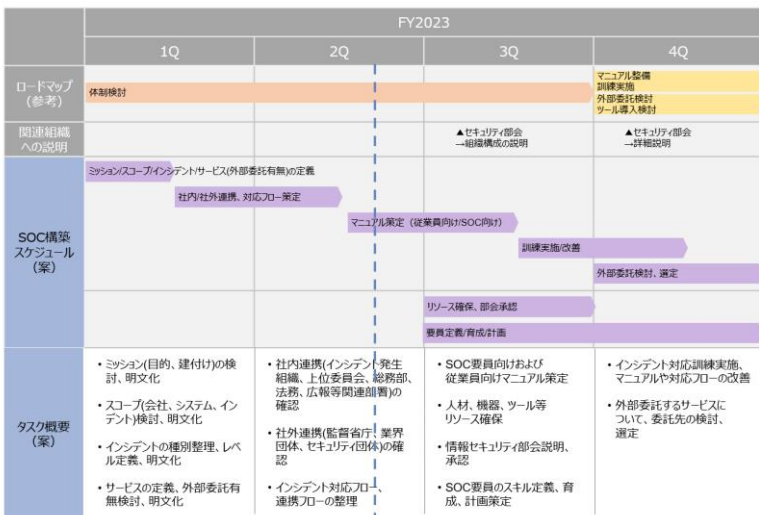 FY2023
1Q
2Q
3Q
4Q
ロードマップ
(参考)
体制検討
マニュアル整備
訓練実施
外部委託検討
ツール導入検討
関連組織
への説明
▲セキュリティ部会
→組織構成の説明
▲セキュリティ部会
→詳細説明
SOC構築
スケジュール
(案)
ミッション/スコープ/インシデント/サービス(外部委託有無)の定義
社内/社外連携、対応フロー策定
マニュアル策定(従業員向け/SOC向け)
訓練実施/改善
外部委託検討、選定
リソース確保、部会承認
要員定義/育成/計画
タスク概要
(案)
• ミッション(目的、建付け)の検
討、明文化
• スコープ(会社、システム、イン
デント)検討、明文化
• インシデントの種別整理、レベ
ル定義、明文化
• サービスの定義、外部委託有
無検討、明文化
• 社内連携(インシデント発生
組織、上位委員会、総務部、
法務、広報等関連部署)の
確認
• 社外連携(監督省庁、業界
団体、セキュリティ団体)の確
認
• インシデント対応フロー、
連携フローの整理
• SOC要員向けおよび
従業員向けマニュアル策定
• 人材、機器、ツール等
リソース確保
• 情報セキュリティ部会説明、
承認
• SOC要員のスキル定義、育
成、計画策定
• インシデント対応訓練実施、
マニュアルや対応フローの改善
• 外部委託するサービスに
ついて、委託先の検討、
選定